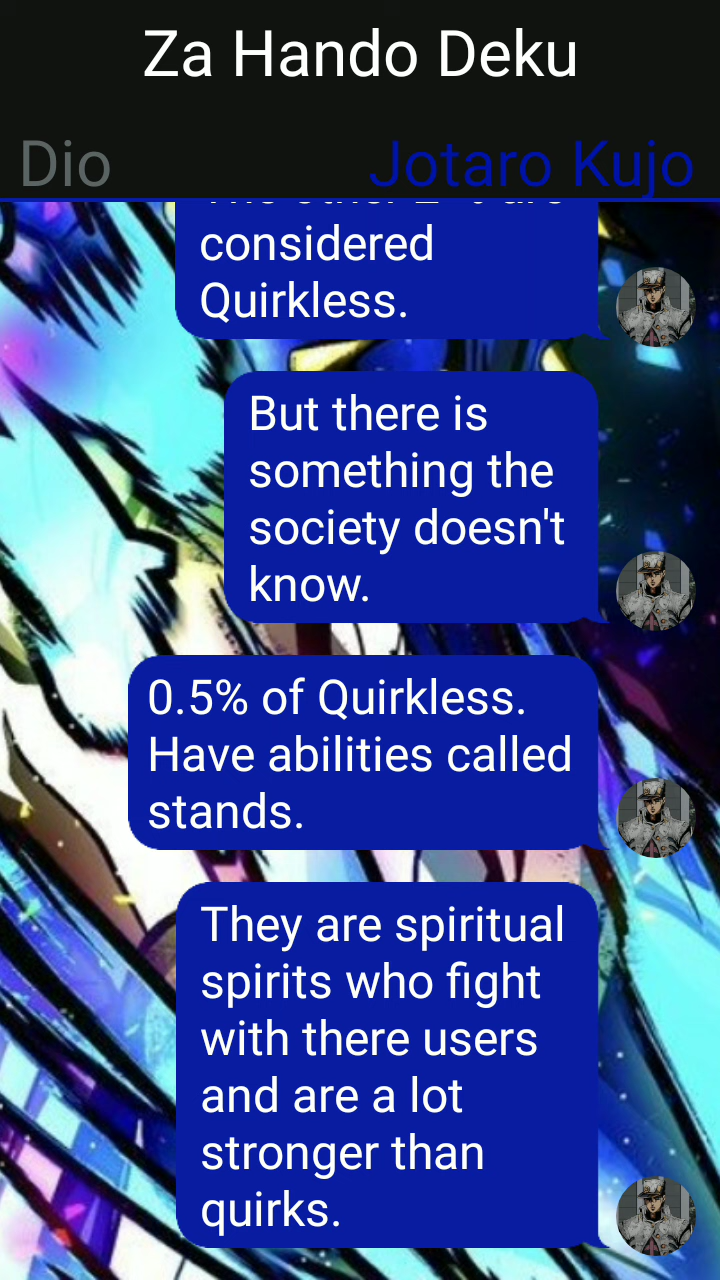 Za Hando Deku
Dio
Jotaro Kujo
considered
Quirkless.
But there is
something the
society doesn't
know.
0.5% of Quirkless.
Have abilities called
stands.
They are spiritual
spirits who fight
with there users
and are a lot
stronger than
quirks.